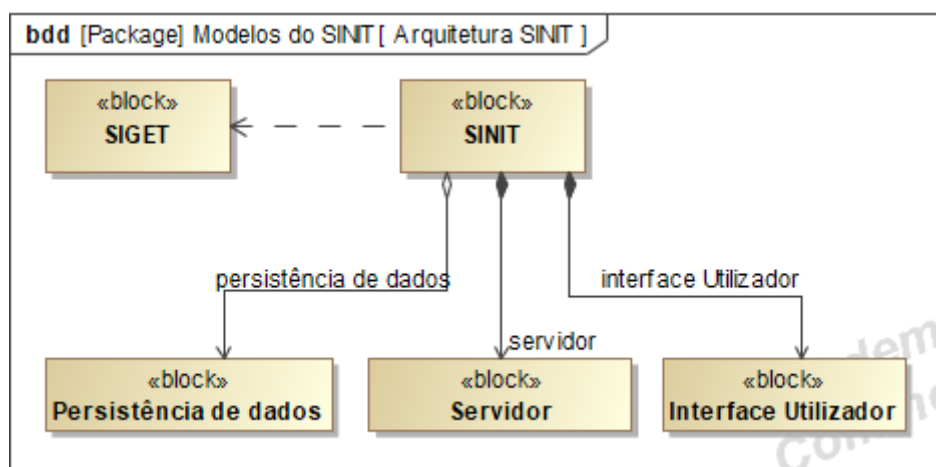 bdd [Package] Modelos do SINIT [ Arquitetura SINIT ]
«block»
SIGET
«block»
SINIT
persistência de dados
interface Utilizador
servidor
«block»
Persistência de dados
«block»
Servidor
«block»
Interface Utilizador